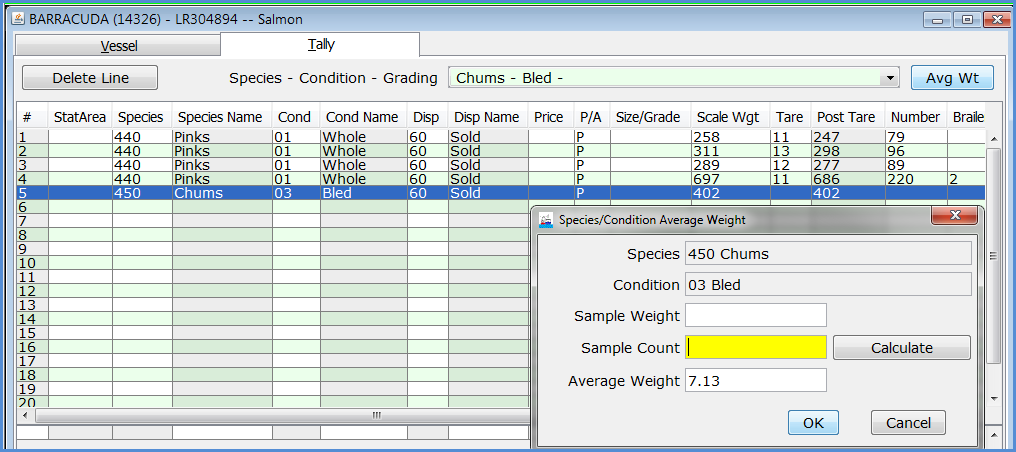 BARRACUDA (14326) - LR304894 -- Salmon
Vessel Tally
Delete Line Species - Condition - Grading Chums - Bled - Avg Wt
# StatArea Species Species Name Cond Cond Name Disp Disp Name Price P/A Size/Grade Scale Wgt Tare Post Tare Number Braile
1 440 Pinks 01 Whole 60 Sold P 258 11 247 79
2 440 Pinks 01 Whole 60 Sold P 311 13 298 96
3 440 Pinks 01 Whole 60 Sold P 289 12 277 89
4 440 Pinks 01 Whole 60 Sold P 697 11 686 220 2
5 450 Chums 03 Bled 60 Sold P 402 402
6
7
8
9
10
11
12
13
14
15
16
17
18
19
20
Species/Condition Average Weight
Species 450 Chums
Condition 03 Bled
Sample Weight
Sample Count Calculate
Average Weight 7.13
OK Cancel